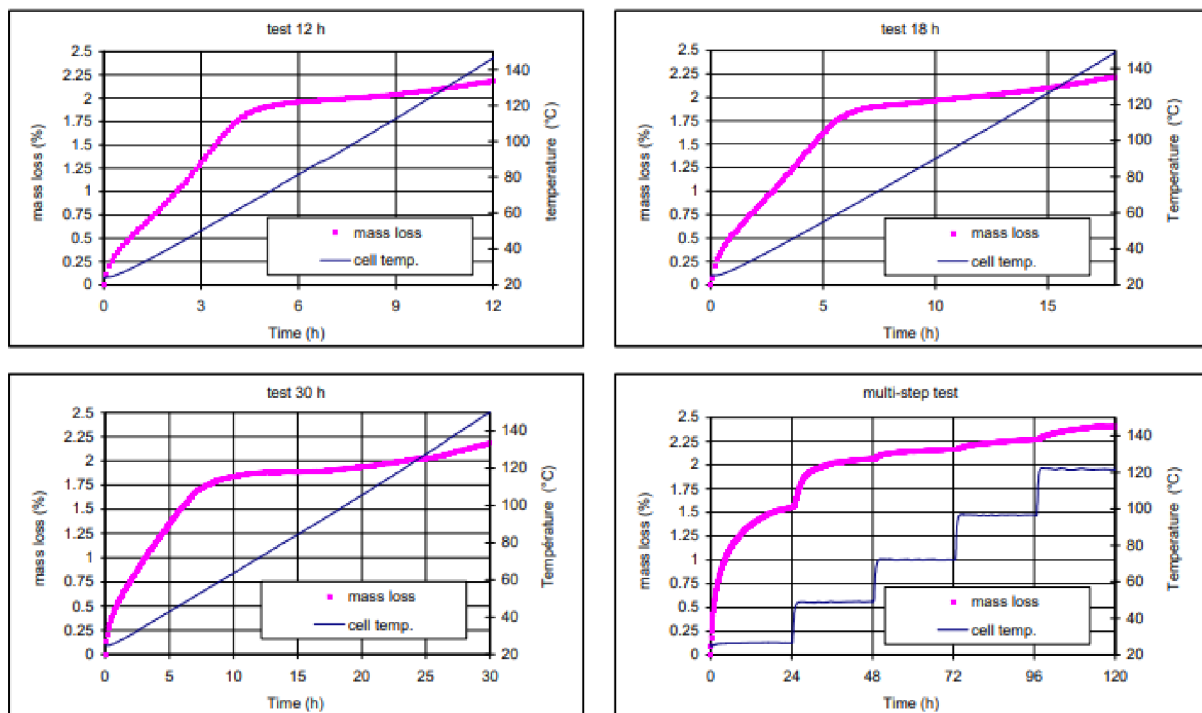 test 12 h
2.5
2.25
2
1.75
1.5
1.25
1
0.75
0.5
0.25
0
mass loss (%)
140
120
100
80
60
40
20
temperature (°C)
mass loss
cell temp.
0 3 6 9 12
Time (h)
test 18 h
2.5
2.25
2
1.75
1.5
1.25
1
0.75
0.5
0.25
0
mass loss (%)
140
120
100
80
60
40
20
Temperature (°C)
mass loss
cell temp.
0 5 10 15
Time (h)
test 30 h
2.5
2.25
2
1.75
1.5
1.25
1
0.75
0.5
0.25
0
mass loss (%)
140
120
100
80
60
40
20
Température (°C)
mass loss
cell temp.
0 5 10 15 20 25 30
Time (h)
multi-step test
2.5
2.25
2
1.75
1.5
1.25
1
0.75
0.5
0.25
0
mass loss (%)
140
120
100
80
60
40
20
Temperature (°C)
mass loss
cell temp.
0 24 48 72 96 120
Time (h)